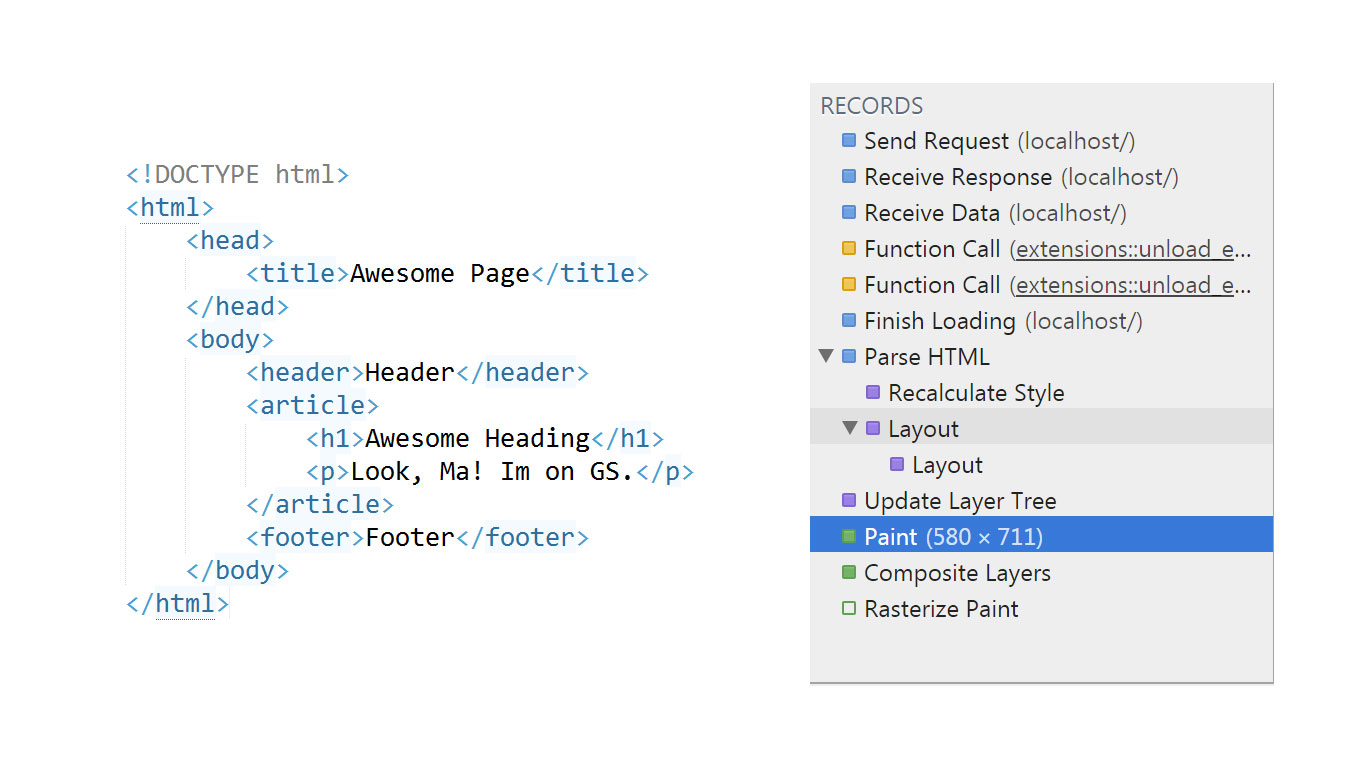 <!DOCTYPE html>
<html>
    <head>
        <title>Awesome Page</title>
    </head>
    <body>
        <header>Header</header>
        <article>
            <h1>Awesome Heading</h1>
            <p>Look, Ma! Im on GS.</p>
        </article>
        <footer>Footer</footer>
    </body>
</html>
RECORDS
Send Request (localhost/)
Receive Response (localhost/)
Receive Data (localhost/)
Function Call (extensions::unload_e...
Function Call (extensions::unload_e...
Finish Loading (localhost/)
Parse HTML
Recalculate Style
Layout
Layout
Update Layer Tree
Paint (580 × 711)
Composite Layers
Rasterize Paint